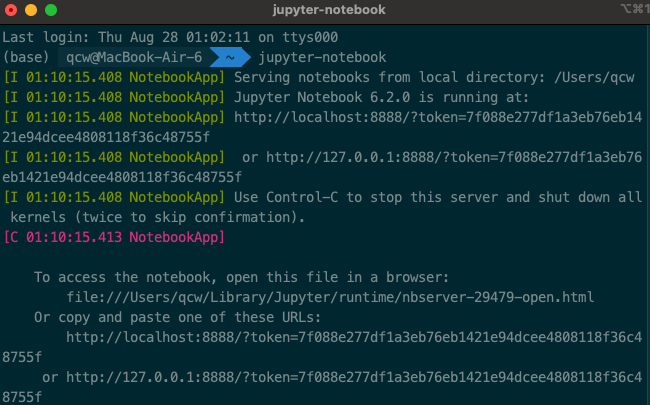 jupyter-notebook
⌥⌘1
Last login: Thu Aug 28 01:02:11 on ttys000
(base) qcw@MacBook-Air-6 ~ jupyter-notebook
[I 01:10:15.408 NotebookApp] Serving notebooks from local directory: /Users/qcw
[I 01:10:15.408 NotebookApp] Jupyter Notebook 6.2.0 is running at:
[I 01:10:15.408 NotebookApp] http://localhost:8888/?token=7f088e277df1a3eb76eb14
21e94dcee4808118f36c48755f
[I 01:10:15.408 NotebookApp]  or http://127.0.0.1:8888/?token=7f088e277df1a3eb76
eb1421e94dcee4808118f36c48755f
[I 01:10:15.408 NotebookApp] Use Control-C to stop this server and shut down all
 kernels (twice to skip confirmation).
[C 01:10:15.413 NotebookApp]
    To access the notebook, open this file in a browser:
        file:///Users/qcw/Library/Jupyter/runtime/nbserver-29479-open.html
    Or copy and paste one of these URLs:
        http://localhost:8888/?token=7f088e277df1a3eb76eb1421e94dcee4808118f36c4
8755f
     or http://127.0.0.1:8888/?token=7f088e277df1a3eb76eb1421e94dcee4808118f36c4
8755f